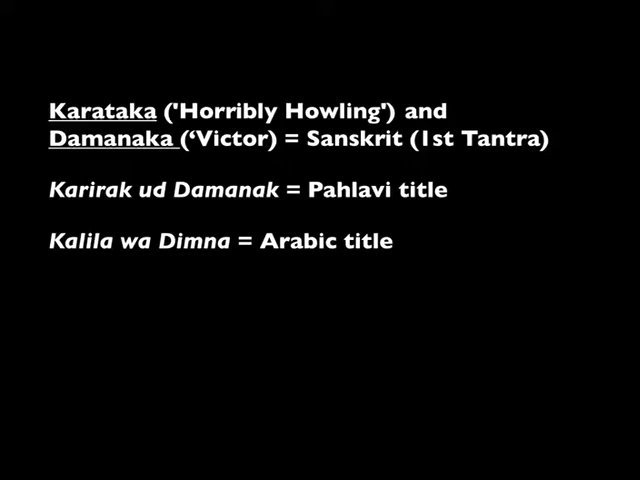 Karataka ('Horribly Howling') and
Damanaka (‘Victor) = Sanskrit (1st Tantra)
Karirak ud Damanak = Pahlavi title
Kalila wa Dimna = Arabic title